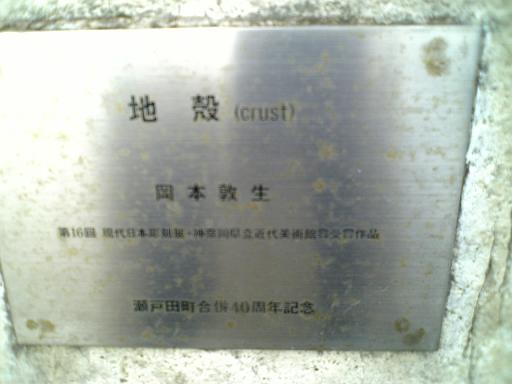 地 殻 (crust)
岡本敦生
第16回 現代日本彫刻展・神奈川県立近代美術館賞受賞作品
瀬戸田町合併40周年記念